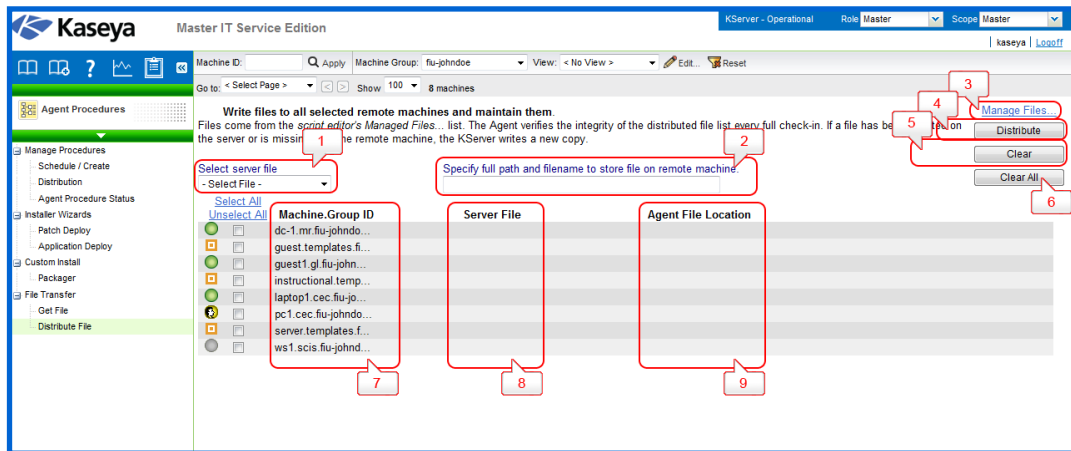 Kaseya
Master IT Service Edition
KServer - Operational Role Master Scope Master
kaseya | Logoff
Machine ID: Apply Machine Group: fiu-johndoe View: < No View > Edit... Reset
Go to: < Select Page > Show 100 8 machines
Agent Procedures
Manage Procedures
Schedule / Create
Distribution
Agent Procedure Status
Installer Wizards
Patch Deploy
Application Deploy
Custom Install
Packager
File Transfer
Get File
Distribute File
Write files to all selected remote machines and maintain them.
Files come from the script editor's Managed Files... list. The Agent verifies the integrity of the distributed file list every full check-in. If a file has be on
the server or is missin remote machine, the KServer writes a new copy.
3
Manage Files...
4
Distribute
5
Clear
Clear All
6
1
2
Select server file
- Select File -
Specify full path and filename to store file on remote machine.
Select All
Unselect All
Machine.Group ID Server File Agent File Location
dc-1.mr.fiu-johndo...
guest.templates.fi...
guest1.gl.fiu-john...
instructional.temp...
laptop1.cec.fiu-jo...
pc1.cec.fiu-johndo...
server.templates.f...
ws1.scis.fiu-johnd...
7
8
9